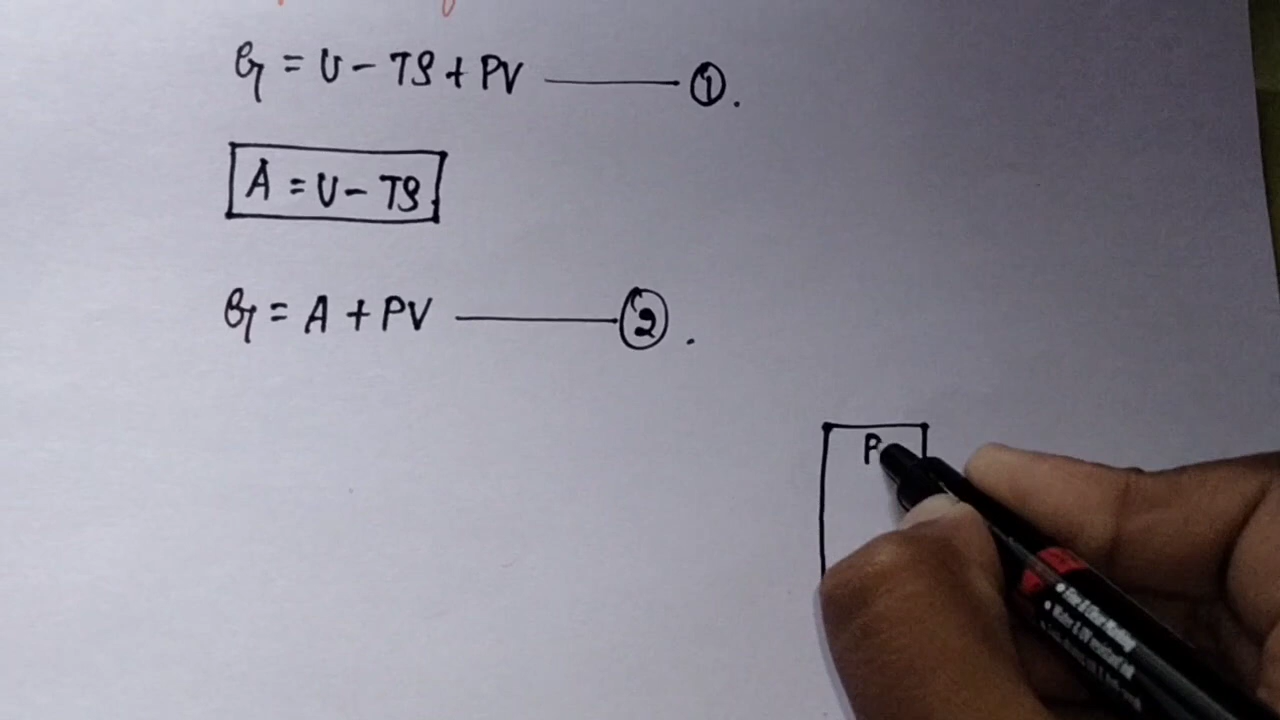 G = U - TS + PV ——— ①.
A = U - TS
G = A + PV ——— ②.
P